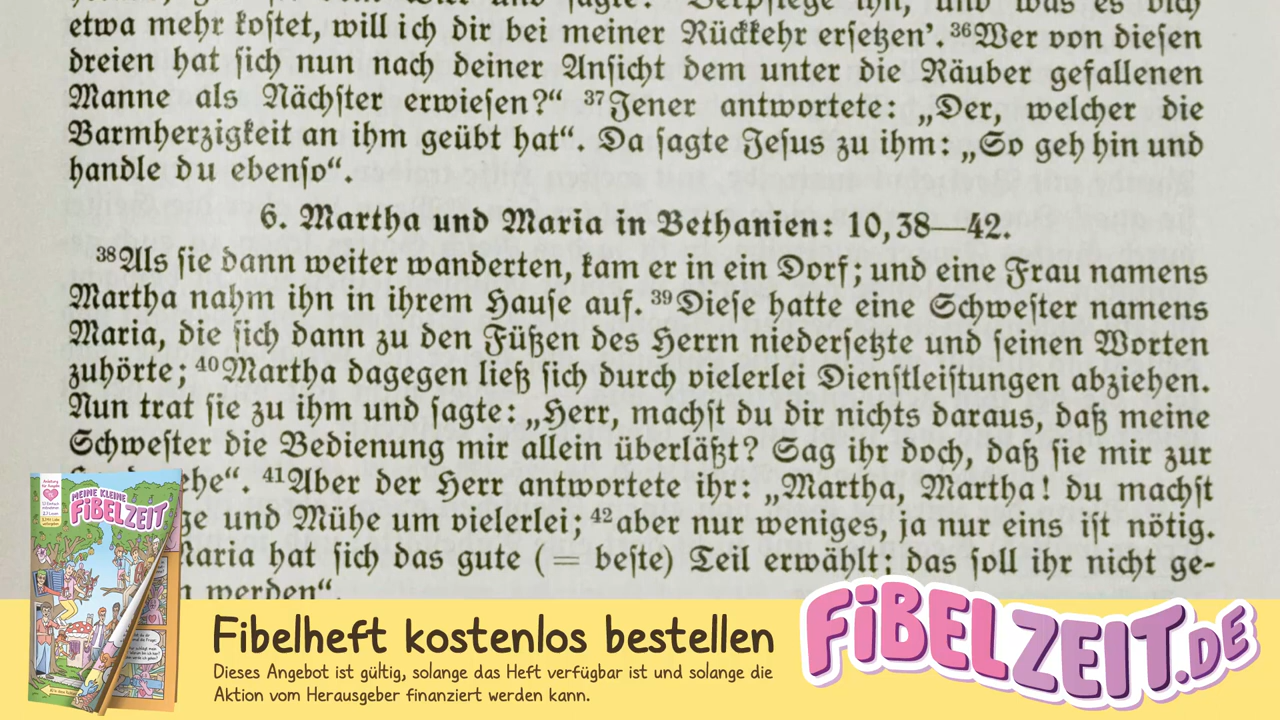 etwa mehr kostet, will ich dir bei meiner Rückkehr ersetzen’. ³⁶Wer von diesen
dreien hat sich nun nach deiner Ansicht dem unter die Räuber gefallenen
Manne als Nächster erwiesen?“ ³⁷Jener antwortete: „Der, welcher die
Barmherzigkeit an ihm geübt hat“. Da sagte Jesus zu ihm: „So geh hin und
handle du ebenso“.
6. Martha und Maria in Bethanien: 10, 38—42.
³⁸Als sie dann weiter wanderten, kam er in ein Dorf; und eine Frau namens
Martha nahm ihn in ihrem Hause auf. ³⁹Diese hatte eine Schwester namens
Maria, die sich dann zu den Füßen des Herrn niedersetzte und seinen Worten
zuhörte; ⁴⁰Martha dagegen ließ sich durch vielerlei Dienstleistungen abziehen.
Nun trat sie zu ihm und sagte: „Herr, machst du dir nichts daraus, daß meine
Schwester die Bedienung mir allein überläßt? Sag ihr doch, daß sie mir zur
ehe“. ⁴¹Aber der Herr antwortete ihr: „Martha, Martha! du machst
ge und Mühe um vielerlei; ⁴²aber nur weniges, ja nur eins ist nötig.
Maria hat sich das gute (= beste) Teil erwählt; das soll ihr nicht ge-
n werden“.
MEINE KLEINE
FIBELZEIT
Fibelheft kostenlos bestellen
Dieses Angebot ist gültig, solange das Heft verfügbar ist und solange die
Aktion vom Herausgeber finanziert werden kann.
FIBELZEIT.DE